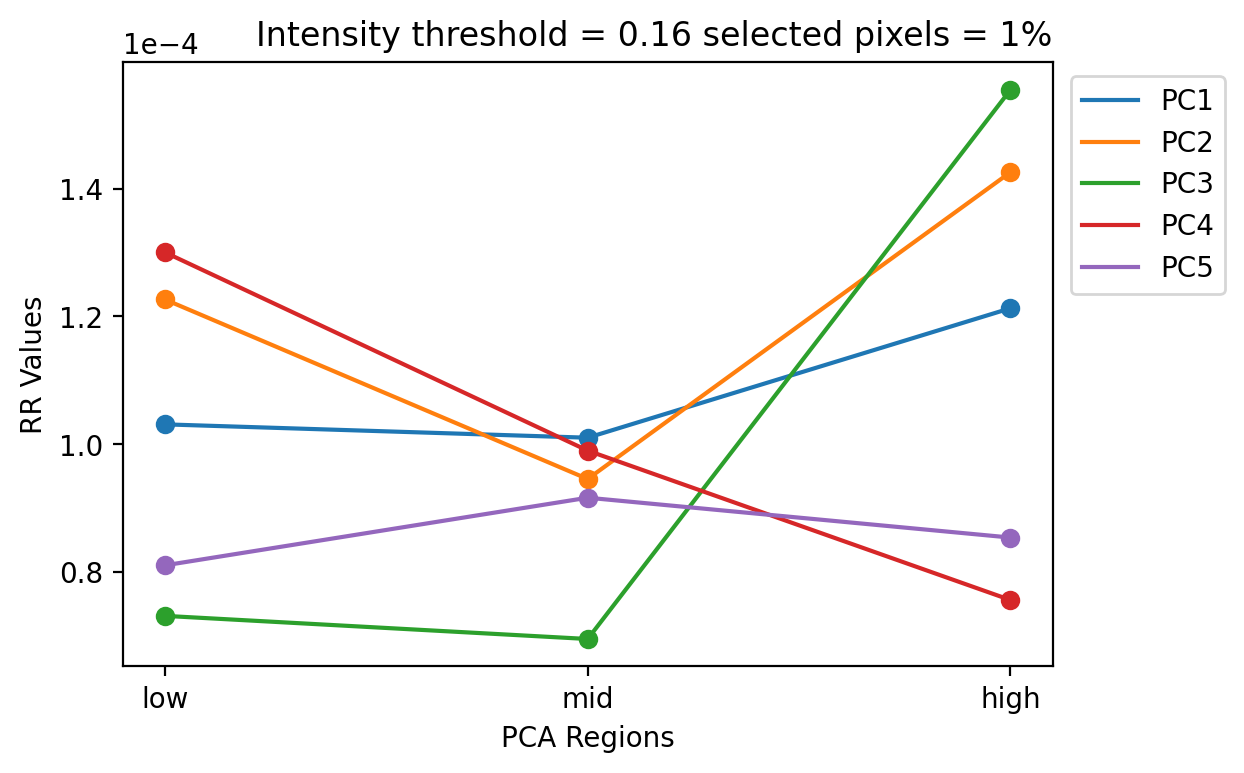 Intensity threshold = 0.16 selected pixels = 1%
1e−4
1.4
1.2
1.0
0.8
RR Values
low
mid
high
PCA Regions
PC1
PC2
PC3
PC4
PC5